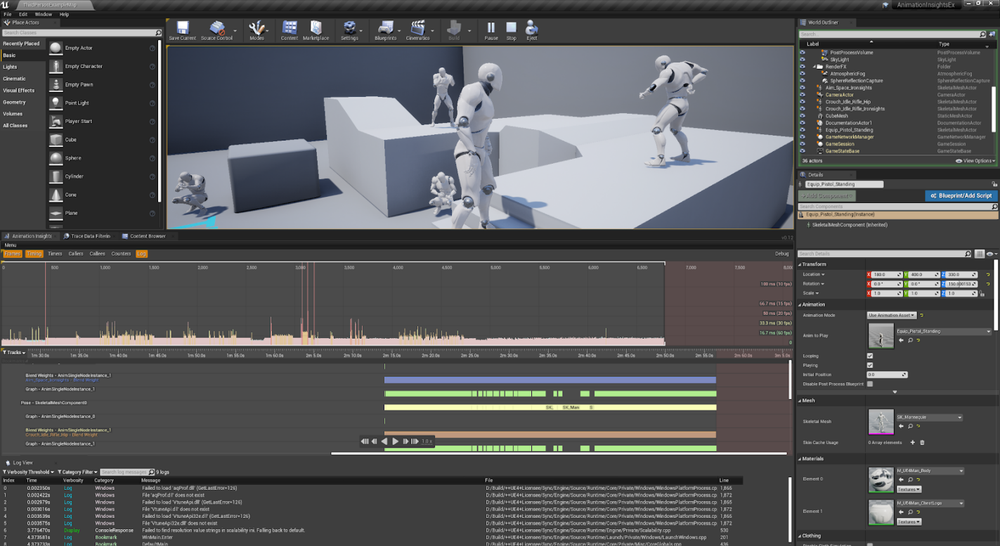 ThirdPersonExampleMap
AnimationInsightsEx
File Edit Window Help
Place Actors
Search Classes
Recently Placed
Basic
Lights
Cinematic
Visual Effects
Geometry
Volumes
All Classes
Empty Actor
Empty Character
Empty Pawn
Point Light
Player Start
Cube
Sphere
Cylinder
Cone
Plane
Save Current Source Control Modes Content Marketplace Settings Blueprints Cinematics Build Pause Stop Eject
World Outliner
Search...
Label Type
PostProcessVolume PostProcessVolume
SkyLight SkyLight
RenderFX Folder
AtmosphericFog AtmosphericFog
SphereReflectionCapture SphereReflectionCapture
Aim_Space_Ironsights SkeletalMeshActor
CameraActor CameraActor
Crouch_Idle_Rifle_Hip SkeletalMeshActor
Crouch_Idle_Rifle_Ironsights SkeletalMeshActor
CubeMesh StaticMeshActor
DocumentationActor1 DocumentationActor
Equip_Pistol_Standing SkeletalMeshActor
GameNetworkManager GameNetworkManager
GameSession GameSession
GameStateBase GameStateBase
36 actors View Options
Details
Equip_Pistol_Standing
+Add Component Blueprint/Add Script
Search Components
Equip_Pistol_Standing(Instance)
SkeletalMeshComponent (Inherited)
Search Details
Transform
Location X 180.0 Y 400.0 Z 330.0
Rotation X 0.0 ° Y 0.0 ° Z
Scale X 1.0 Y 1.0 Z 1.0
Animation
Animation Mode Use Animation Asset
Anim to Play Equip_Pistol_Standing
Looping
Playing
Initial Position 0.0
Disable Post Process Blueprint
Mesh
Skeletal Mesh SK_Mannequin
Skin Cache Usage 0 Array elements
Materials
Element 0 M_UE4Man_Body
Textures
Element 1 M_UE4Man_ChestLogo
Textures
Clothing
Animation Insights Trace Data Filterin Content Browser
Menu v0.12
Frames Timing Timers Callers Callees Counters Log Debug
0 500 1,000 1,500 2,000 2,500 3,000 3,500 4,000 4,500 5,000 5,500 6,000 6,500 7,000 7,500 8,000
100 ms (10 fps)
66.7 ms (15 fps)
50 ms (20 fps)
33.3 ms (30 fps)
16.7 ms (60 fps)
0
Tracks 1m 30.0s 1m 35.0s 1m 40.0s 1m 45.0s 1m 50.0s 1m 55.0s 2m 0.0s 2m 5.0s 2m 10.0s 2m 15.0s 2m 20.0s 2m 25.0s 2m 30.0s 2m 35.0s 2m 40.0s 2m 45.0s 2m 50.0s 2m 55.0s 2m 60.0s 3m 5.0s
Blend Weights - AnimSingleNodeInstance_1
Aim_Space_Ironsights - Blend Weight
Graph - AnimSingleNodeInstance_1
Pose - SkeletalMeshComponent0 SK_ SK_Man S
Graph - AnimSingleNodeInstance_0
Blend Weights - AnimSingleNodeInstance_1
Crouch_Idle_Rifle_Hip - Blend Weight
1.0 x
Graph - AnimSingleNodeInstance_1
Log View
Verbosity Threshold Category Filter Search log messages 9 logs
Index Time Verbosity Category Message File Line
0 0.002350s Log Windows Failed to load 'aqProf.dll' (GetLastError=126) D:/Build/++UE4+Licensee/Sync/Engine/Source/Runtime/Core/Private/Windows/WindowsPlatformProcess.cp 1,865
1 0.002422s Log Windows File 'aqProf.dll' does not exist D:/Build/++UE4+Licensee/Sync/Engine/Source/Runtime/Core/Private/Windows/WindowsPlatformProcess.cp 1,872
2 0.002979s Log Windows Failed to load 'VtuneApi.dll' (GetLastError=126) D:/Build/++UE4+Licensee/Sync/Engine/Source/Runtime/Core/Private/Windows/WindowsPlatformProcess.cp 1,865
3 0.003016s Log Windows File 'VtuneApi.dll' does not exist D:/Build/++UE4+Licensee/Sync/Engine/Source/Runtime/Core/Private/Windows/WindowsPlatformProcess.cp 1,872
4 0.003539s Log Windows Failed to load 'VtuneApi32e.dll' (GetLastError=126) D:/Build/++UE4+Licensee/Sync/Engine/Source/Runtime/Core/Private/Windows/WindowsPlatformProcess.cp 1,865
5 0.003575s Log Windows File 'VtuneApi32e.dll' does not exist D:/Build/++UE4+Licensee/Sync/Engine/Source/Runtime/Core/Private/Windows/WindowsPlatformProcess.cp 1,872
6 3.776470s Display ConsoleResponse Failed to find resolution value strings in scalability ini. Falling back to default. D:/Build/++UE4+Licensee/Sync/Engine/Source/Runtime/Engine/Private/Scalability.cpp 530
7 4.373581s Log Bookmark WinMain.Enter D:/Build/++UE4+Licensee/Sync/Engine/Source/Runtime/Launch/Private/Windows/LaunchWindows.cpp 201
8 4.373733s Log Bookmark DefaultMain D:/Build/++UE4+Licensee/Sync/Engine/Source/Runtime/Core/Private/Misc/CoreGlobals.cpp 436